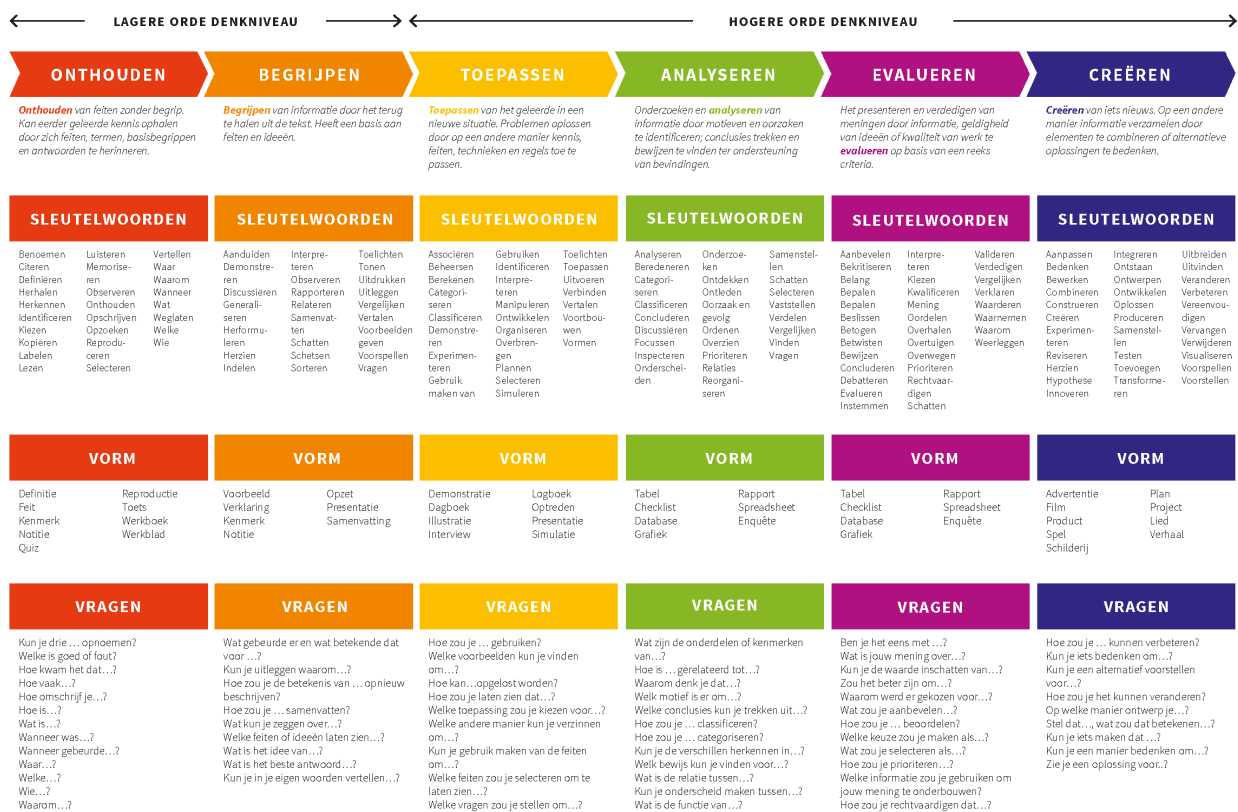 LAGERE ORDE DENKNIVEAU
HOGERE ORDE DENKNIVEAU
ONTHOUDEN
BEGRIJPEN
TOEPASSEN
ANALYSEREN
EVALUEREN
CREËREN
Onthouden van feiten zonder begrip.
Kan eerder geleerde kennis ophalen
door zich feiten, termen, basisbegrippen
en antwoorden te herinneren.
Begrijpen van informatie door het terug
te halen uit de tekst. Heeft een basis aan
feiten en ideeën.
Toepassen van het geleerde in een
nieuwe situatie. Problemen oplossen
door op een andere manier kennis,
feiten, technieken en regels toe te
passen.
Onderzoeken en analyseren van
informatie door motieven en oorzaken
te identificeren; conclusies trekken en
bewijzen te vinden ter ondersteuning
van bevindingen.
Het presenteren en verdedigen van
meningen door informatie, geldigheid
van ideeën of kwaliteit van werk te
evalueren op basis van een reeks
criteria.
Creëren van iets nieuws. Op een andere
manier informatie verzamelen door
elementen te combineren of alternatieve
oplossingen te bedenken.
SLEUTELWOORDEN
SLEUTELWOORDEN
SLEUTELWOORDEN
SLEUTELWOORDEN
SLEUTELWOORDEN
SLEUTELWOORDEN
Benoemen
Citeren
Definiëren
Herhalen
Herkennen
Identificeren
Kiezen
Kopiëren
Labelen
Lezen
Luisteren
Memorise-
ren
Observeren
Onthouden
Opschrijven
Opzoeken
Reprodu-
ceren
Selecteren
Vertellen
Waar
Waarom
Wanneer
Wat
Weglaten
Welke
Wie
Aanduiden
Demonstre-
ren
Discussiëren
Generali-
seren
Herformu-
leren
Herzien
Indelen
Interpre-
teren
Observeren
Rapporteren
Relateren
Samenvat-
ten
Schatten
Schetsen
Sorteren
Toelichten
Tonen
Uitdrukken
Uitleggen
Vergelijken
Vertalen
Voorbeelden
geven
Voorspellen
Vragen
Associëren
Beheersen
Berekenen
Categori-
seren
Classificeren
Demonstre-
ren
Experimen-
teren
Gebruik
maken van
Gebruiken
Identificeren
Interpre-
teren
Manipuleren
Ontwikkelen
Organiseren
Overbren-
gen
Plannen
Selecteren
Simuleren
Toelichten
Toepassen
Uitvoeren
Verbinden
Vertalen
Voortbou-
wen
Vormen
Analyseren
Beredeneren
Categori-
seren
Classificeren
Concluderen
Discussiëren
Focussen
Inspecteren
Onderschei-
den
Onderzoe-
ken
Ontdekken
Ontleden
Oorzaak en
gevolg
Ordenen
Overzien
Prioriteren
Relaties
Reorgani-
seren
Samenstel-
len
Schatten
Selecteren
Vaststellen
Verdelen
Vergelijken
Vinden
Vragen
Aanbevelen
Bekritiseren
Belang
Bepalen
Bepalen
Beslissen
Betogen
Betwisten
Bewijzen
Concluderen
Debatteren
Evalueren
Instemmen
Interpre-
teren
Kiezen
Kwalificeren
Mening
Oordelen
Overhalen
Overtuigen
Overwegen
Prioriteren
Rechtvaar-
digen
Schatten
Valideren
Verdedigen
Vergelijken
Verklaren
Waarderen
Waarnemen
Waarom
Weerleggen
Aanpassen
Bedenken
Bewerken
Combineren
Construeren
Creëren
Experimen-
teren
Reviseren
Herzien
Hypothese
Innoveren
Integreren
Ontstaan
Ontwerpen
Ontwikkelen
Oplossen
Produceren
Samenstel-
len
Testen
Toevoegen
Transforme-
ren
Uitbreiden
Uitvinden
Veranderen
Verbeteren
Vereenvou-
digen
Vervangen
Verwijderen
Visualiseren
Voorspellen
Voorstellen
VORM
VORM
VORM
VORM
VORM
VORM
Definitie
Feit
Kenmerk
Notitie
Quiz
Reproductie
Toets
Werkboek
Werkblad
Voorbeeld
Verklaring
Kenmerk
Notitie
Opzet
Presentatie
Samenvatting
Demonstratie
Dagboek
Illustratie
Interview
Logboek
Optreden
Presentatie
Simulatie
Tabel
Checklist
Database
Grafiek
Rapport
Spreadsheet
Enquête
Tabel
Checklist
Database
Grafiek
Rapport
Spreadsheet
Enquête
Advertentie
Film
Product
Spel
Schilderij
Plan
Project
Lied
Verhaal
VRAGEN
VRAGEN
VRAGEN
VRAGEN
VRAGEN
VRAGEN
Kun je drie … opnoemen?
Welke is goed of fout?
Hoe kwam het dat…?
Hoe vaak…?
Hoe omschrijf je…?
Hoe is…?
Wat is…?
Wanneer was…?
Wanneer gebeurde…?
Waar…?
Welke…?
Wie…?
Waarom…?
Wat gebeurde er en wat betekende dat
voor …?
Kun je uitleggen waarom…?
Hoe zou je de betekenis van … opnieuw
beschrijven?
Hoe zou je … samenvatten?
Wat kun je zeggen over…?
Welke feiten of ideeën laten zien…?
Wat is het idee van…?
Wat is het beste antwoord…?
Kun je in je eigen woorden vertellen…?
Hoe zou je … gebruiken?
Welke voorbeelden kun je vinden
om…?
Hoe kan…opgelost worden?
Hoe zou je laten zien dat…?
Welke toepassing zou je kiezen voor…?
Welke andere manier kun je verzinnen
om…?
Kun je gebruik maken van de feiten
om…?
Welke feiten zou je selecteren om te
laten zien…?
Welke vragen zou je stellen om…?
Wat zijn de onderdelen of kenmerken
van…?
Hoe is … gerelateerd tot…?
Waarom denk je dat…?
Welk motief is er om…?
Welke conclusies kun je trekken uit…?
Hoe zou je … classificeren?
Hoe zou je … categoriseren?
Kun je de verschillen herkennen in…?
Welk bewijs kun je vinden voor…?
Wat is de relatie tussen…?
Kun je onderscheid maken tussen…?
Wat is de functie van…?
Ben je het eens met …?
Wat is jouw mening over…?
Kun je de waarde inschatten van…?
Zou het beter zijn om…?
Waarom werd er gekozen voor…?
Wat zou je aanbevelen…?
Hoe zou je … beoordelen?
Welke keuze zou je maken als…?
Wat zou je selecteren als…?
Hoe zou je prioriteren…?
Welke informatie zou je gebruiken om
jouw mening te onderbouwen?
Hoe zou je rechtvaardigen dat…?
Hoe zou je … kunnen verbeteren?
Kun je iets bedenken om…?
Kun je een alternatief voorstellen
voor…?
Hoe zou je het kunnen veranderen?
Op welke manier ontwerp je…?
Stel dat…, wat zou dat betekenen…?
Kun je iets maken dat …?
Kun je een manier bedenken om…?
Zie je een oplossing voor..?